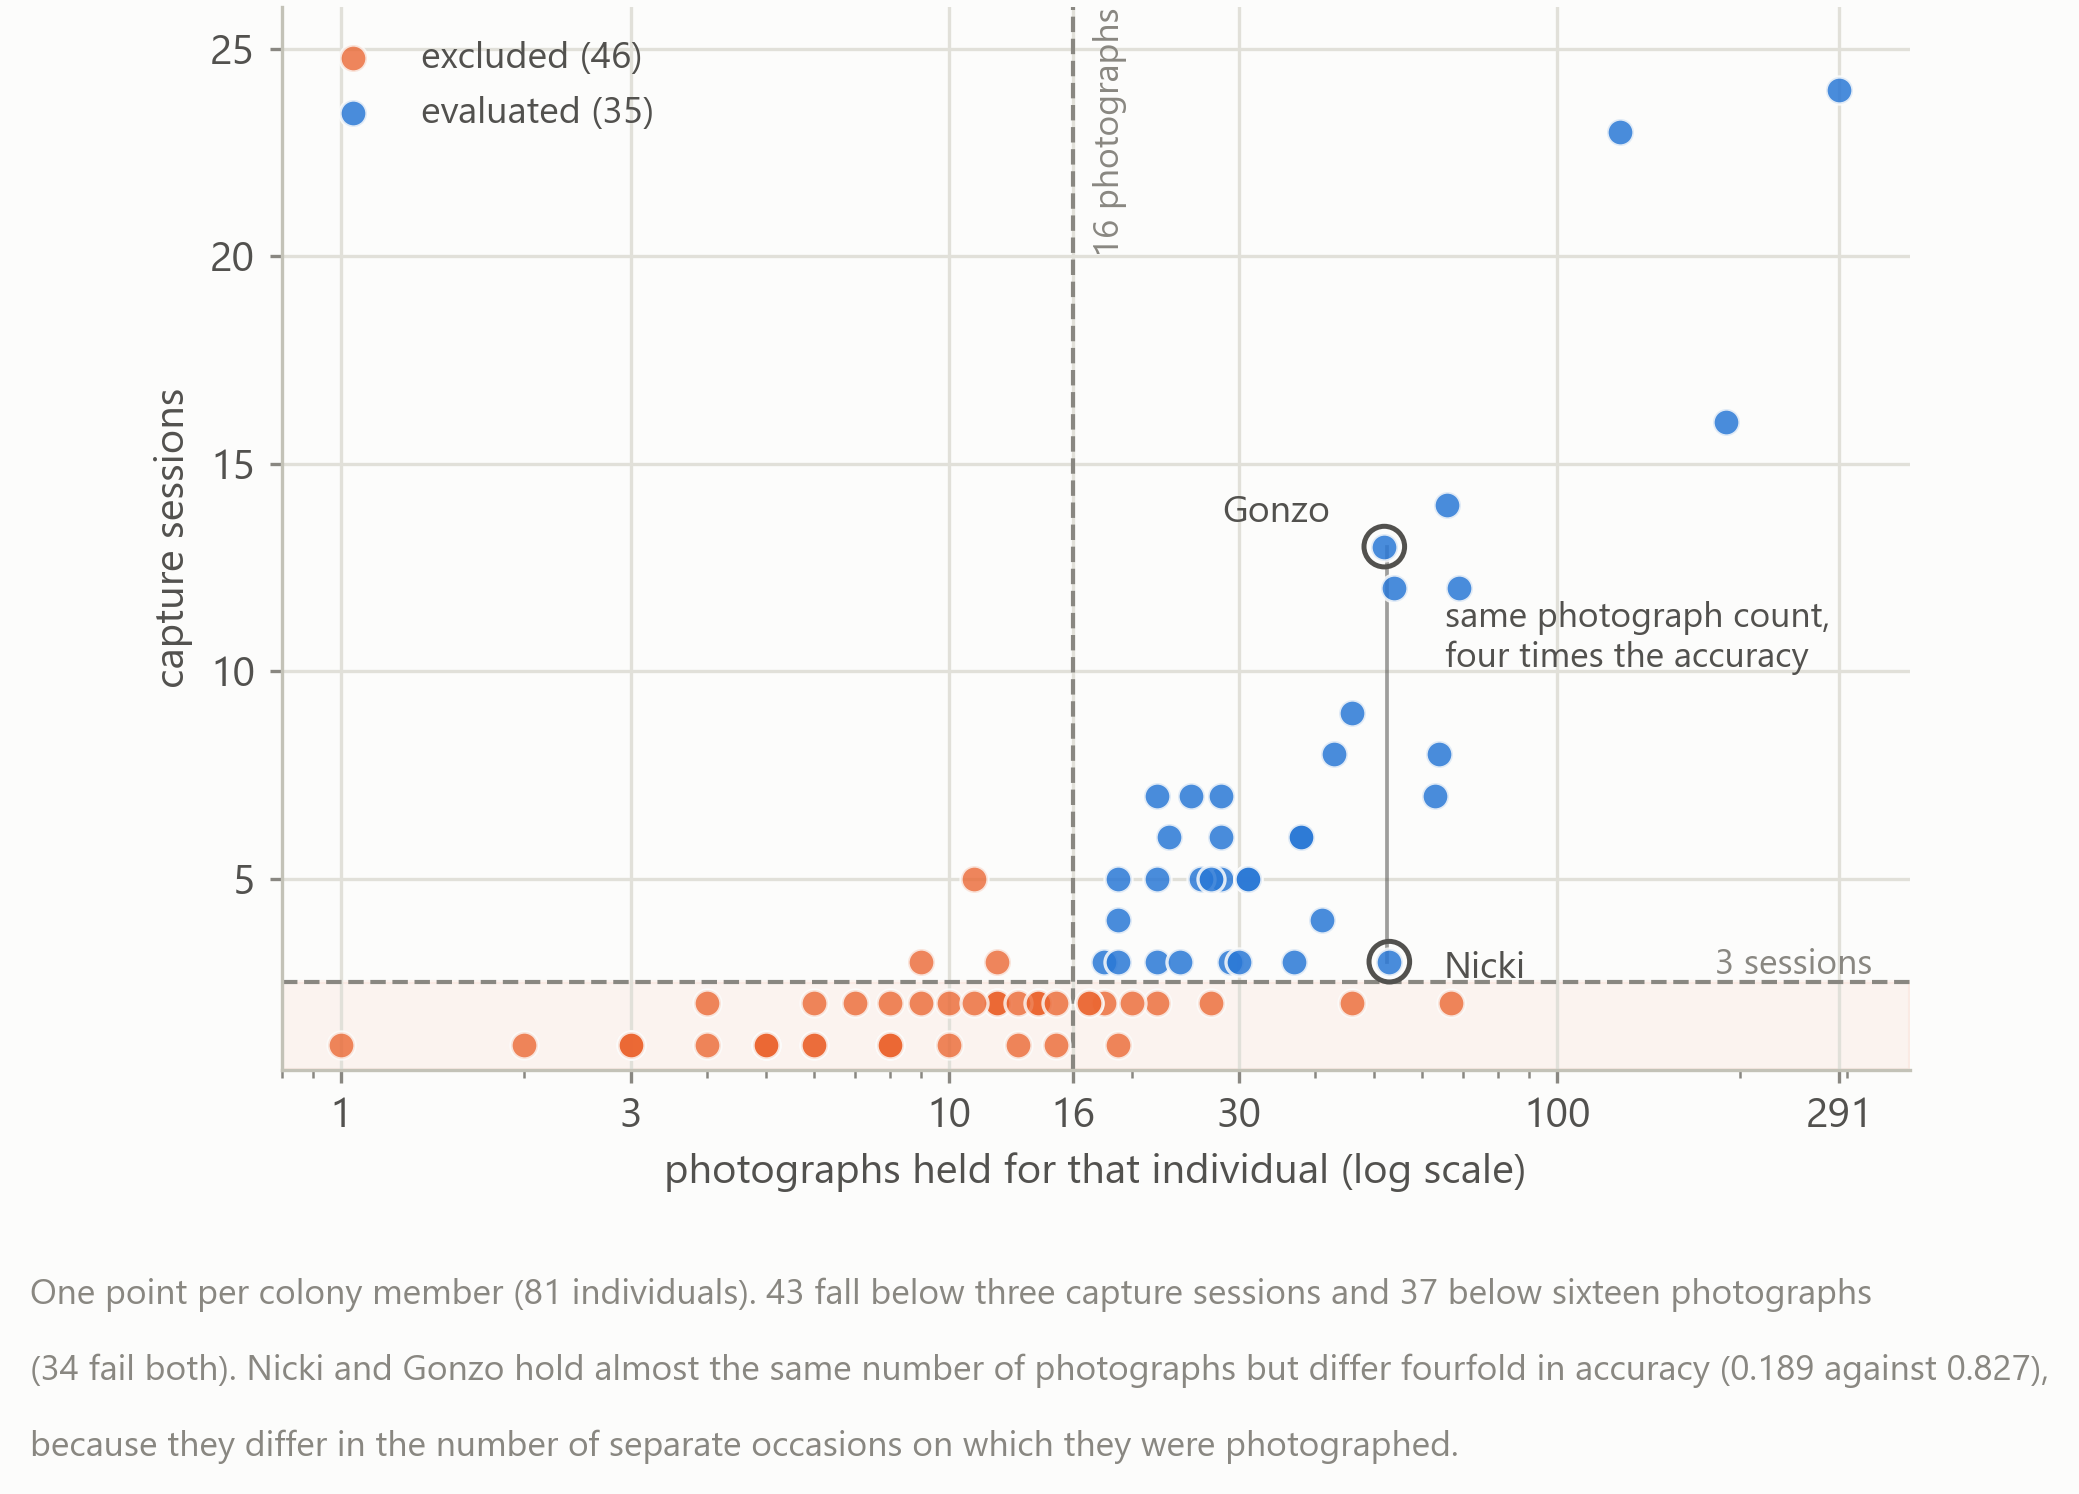 25
excluded (46)
evaluated (35)
16 photographs
20
15
10
5
capture sessions
Gonzo
same photograph count,
four times the accuracy
Nicki
3 sessions
1 3 10 16 30 100 291
photographs held for that individual (log scale)
One point per colony member (81 individuals). 43 fall below three capture sessions and 37 below sixteen photographs
(34 fail both). Nicki and Gonzo hold almost the same number of photographs but differ fourfold in accuracy (0.189 against 0.827),
because they differ in the number of separate occasions on which they were photographed.